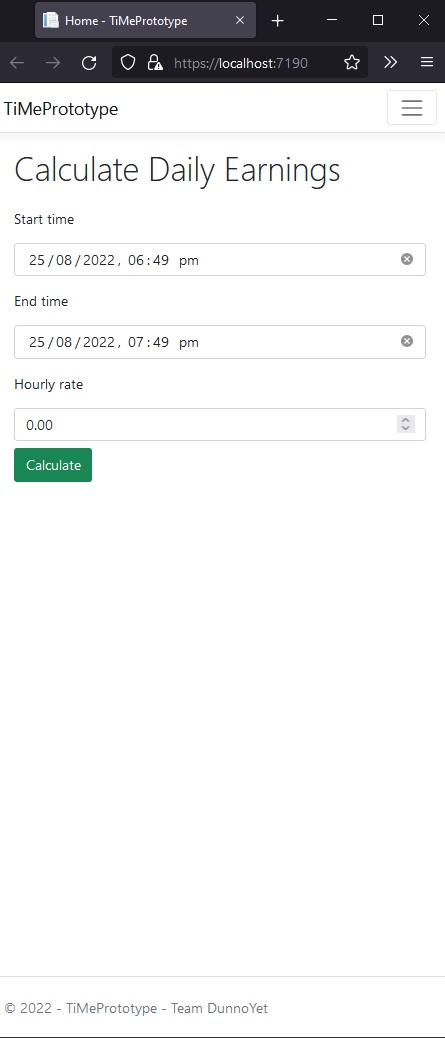 Home - TiMePrototype
https://localhost:7190
TiMePrototype
Calculate Daily Earnings
Start time
25/08/2022, 06:49 pm
End time
25/08/2022, 07:49 pm
Hourly rate
0.00
Calculate
© 2022 - TiMePrototype - Team DunnoYet